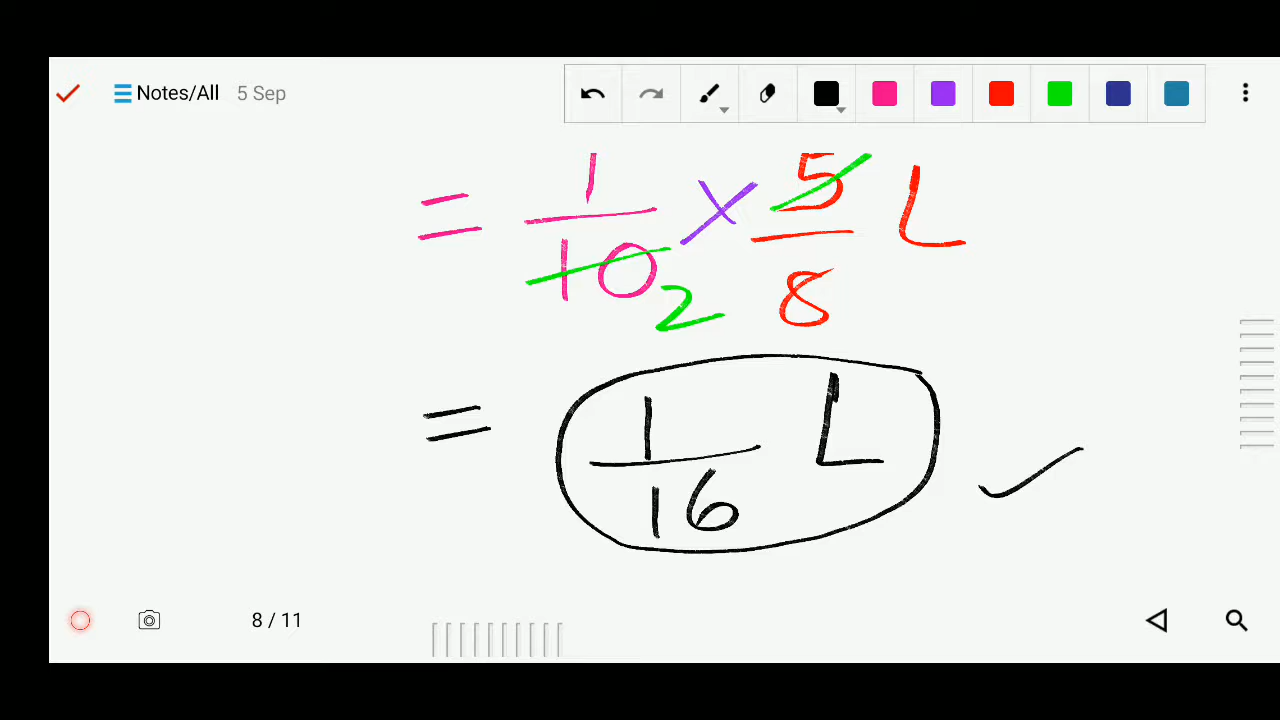 Notes/All 5 Sep
= 1/10 2 × 5/8 L
= 1/16 L
8 / 11